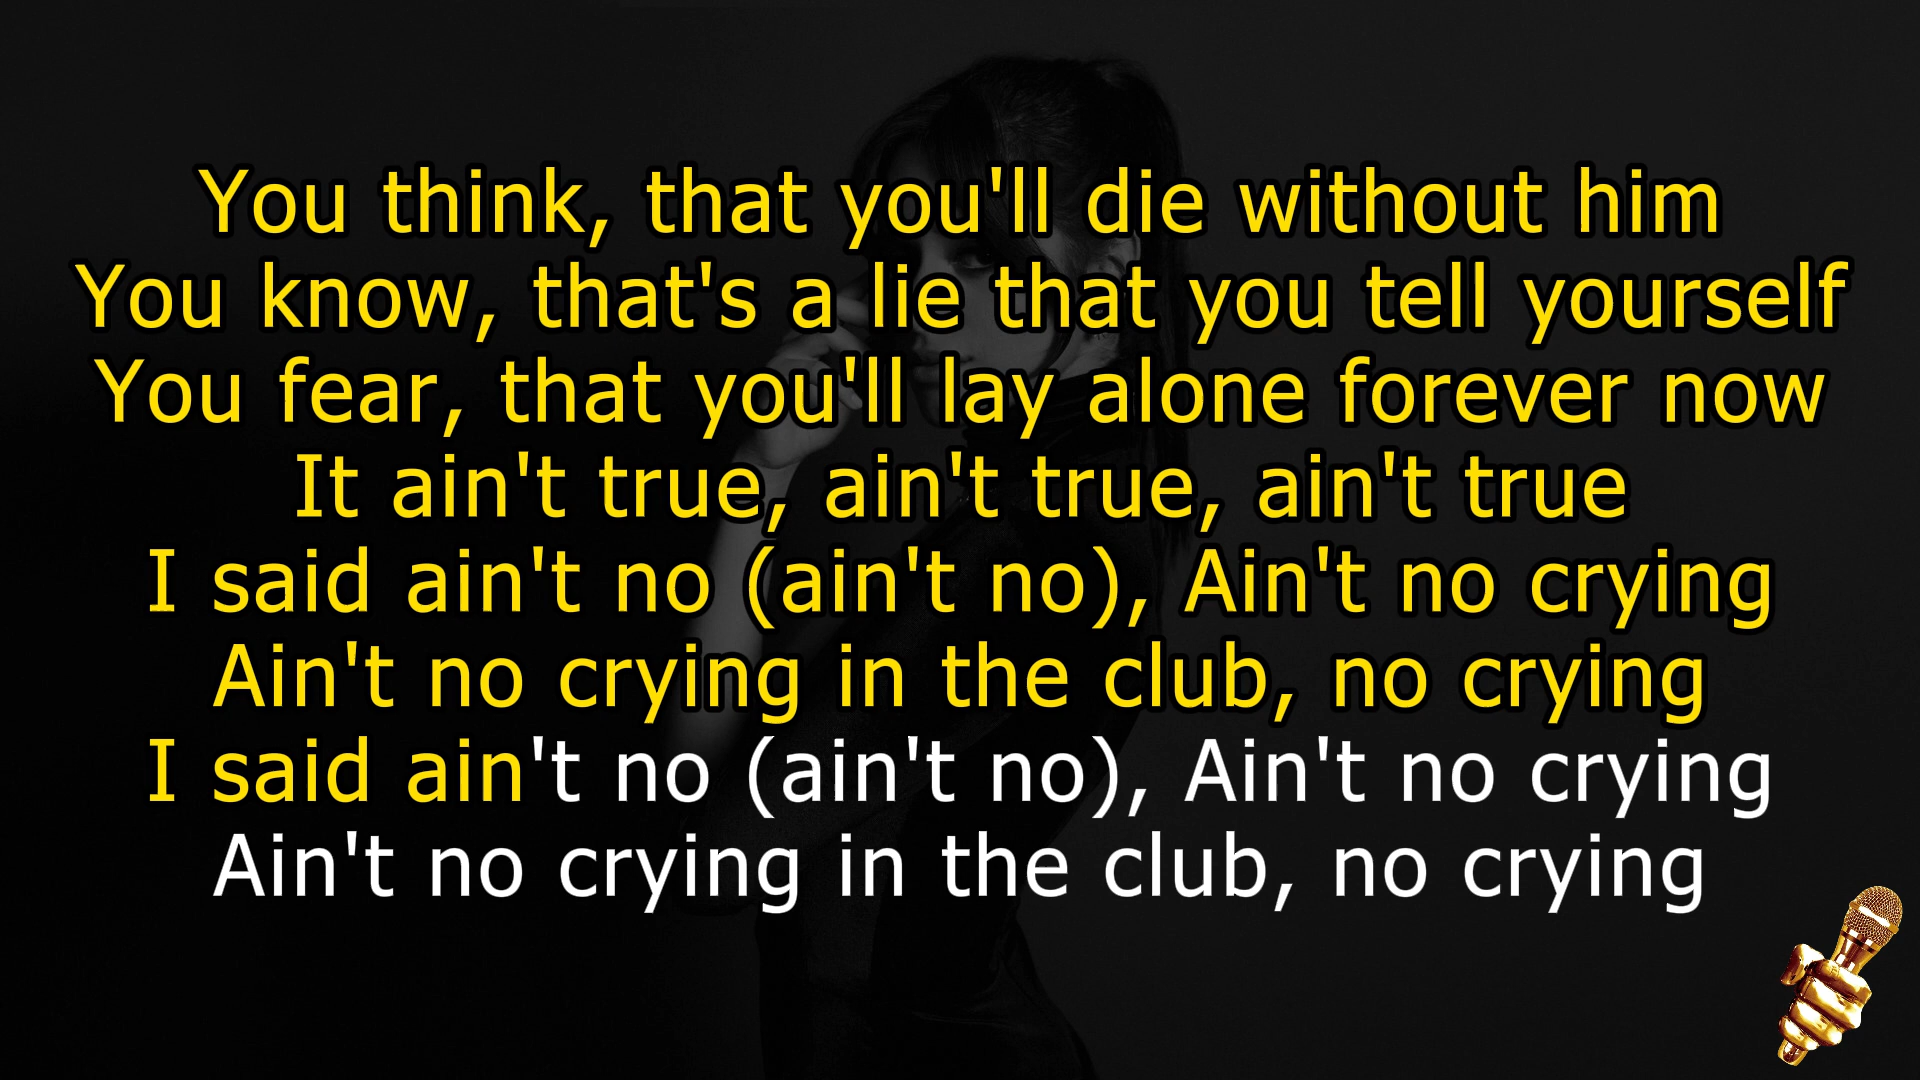 You think, that you'll die without him
You know, that's a lie that you tell yourself
You fear, that you'll lay alone forever now
It ain't true, ain't true, ain't true
I said ain't no (ain't no), Ain't no crying
Ain't no crying in the club, no crying
I said ain't no (ain't no), Ain't no crying
Ain't no crying in the club, no crying